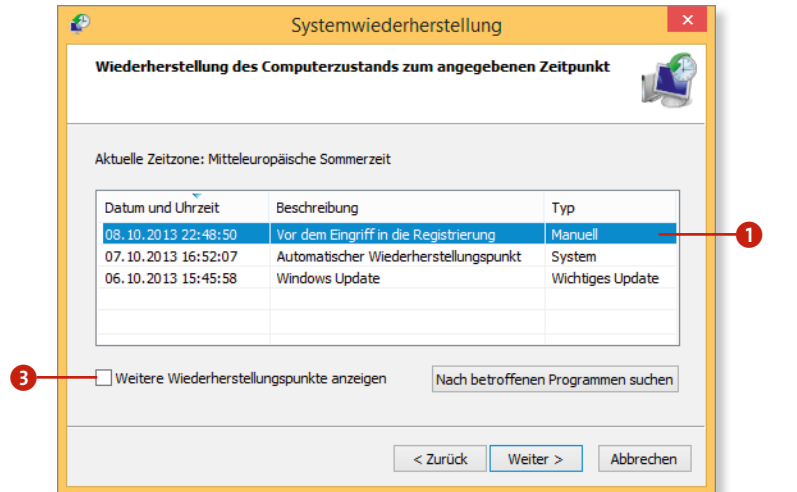 Systemwiederherstellung
Wiederherstellung des Computerzustands zum angegebenen Zeitpunkt
Aktuelle Zeitzone: Mitteleuropäische Sommerzeit
Datum und Uhrzeit Beschreibung Typ
08.10.2013 22:48:50 Vor dem Eingriff in die Registrierung Manuell 1
07.10.2013 16:52:07 Automatischer Wiederherstellungspunkt System
06.10.2013 15:45:58 Windows Update Wichtiges Update
3 Weitere Wiederherstellungspunkte anzeigen Nach betroffenen Programmen suchen
< Zurück Weiter > Abbrechen